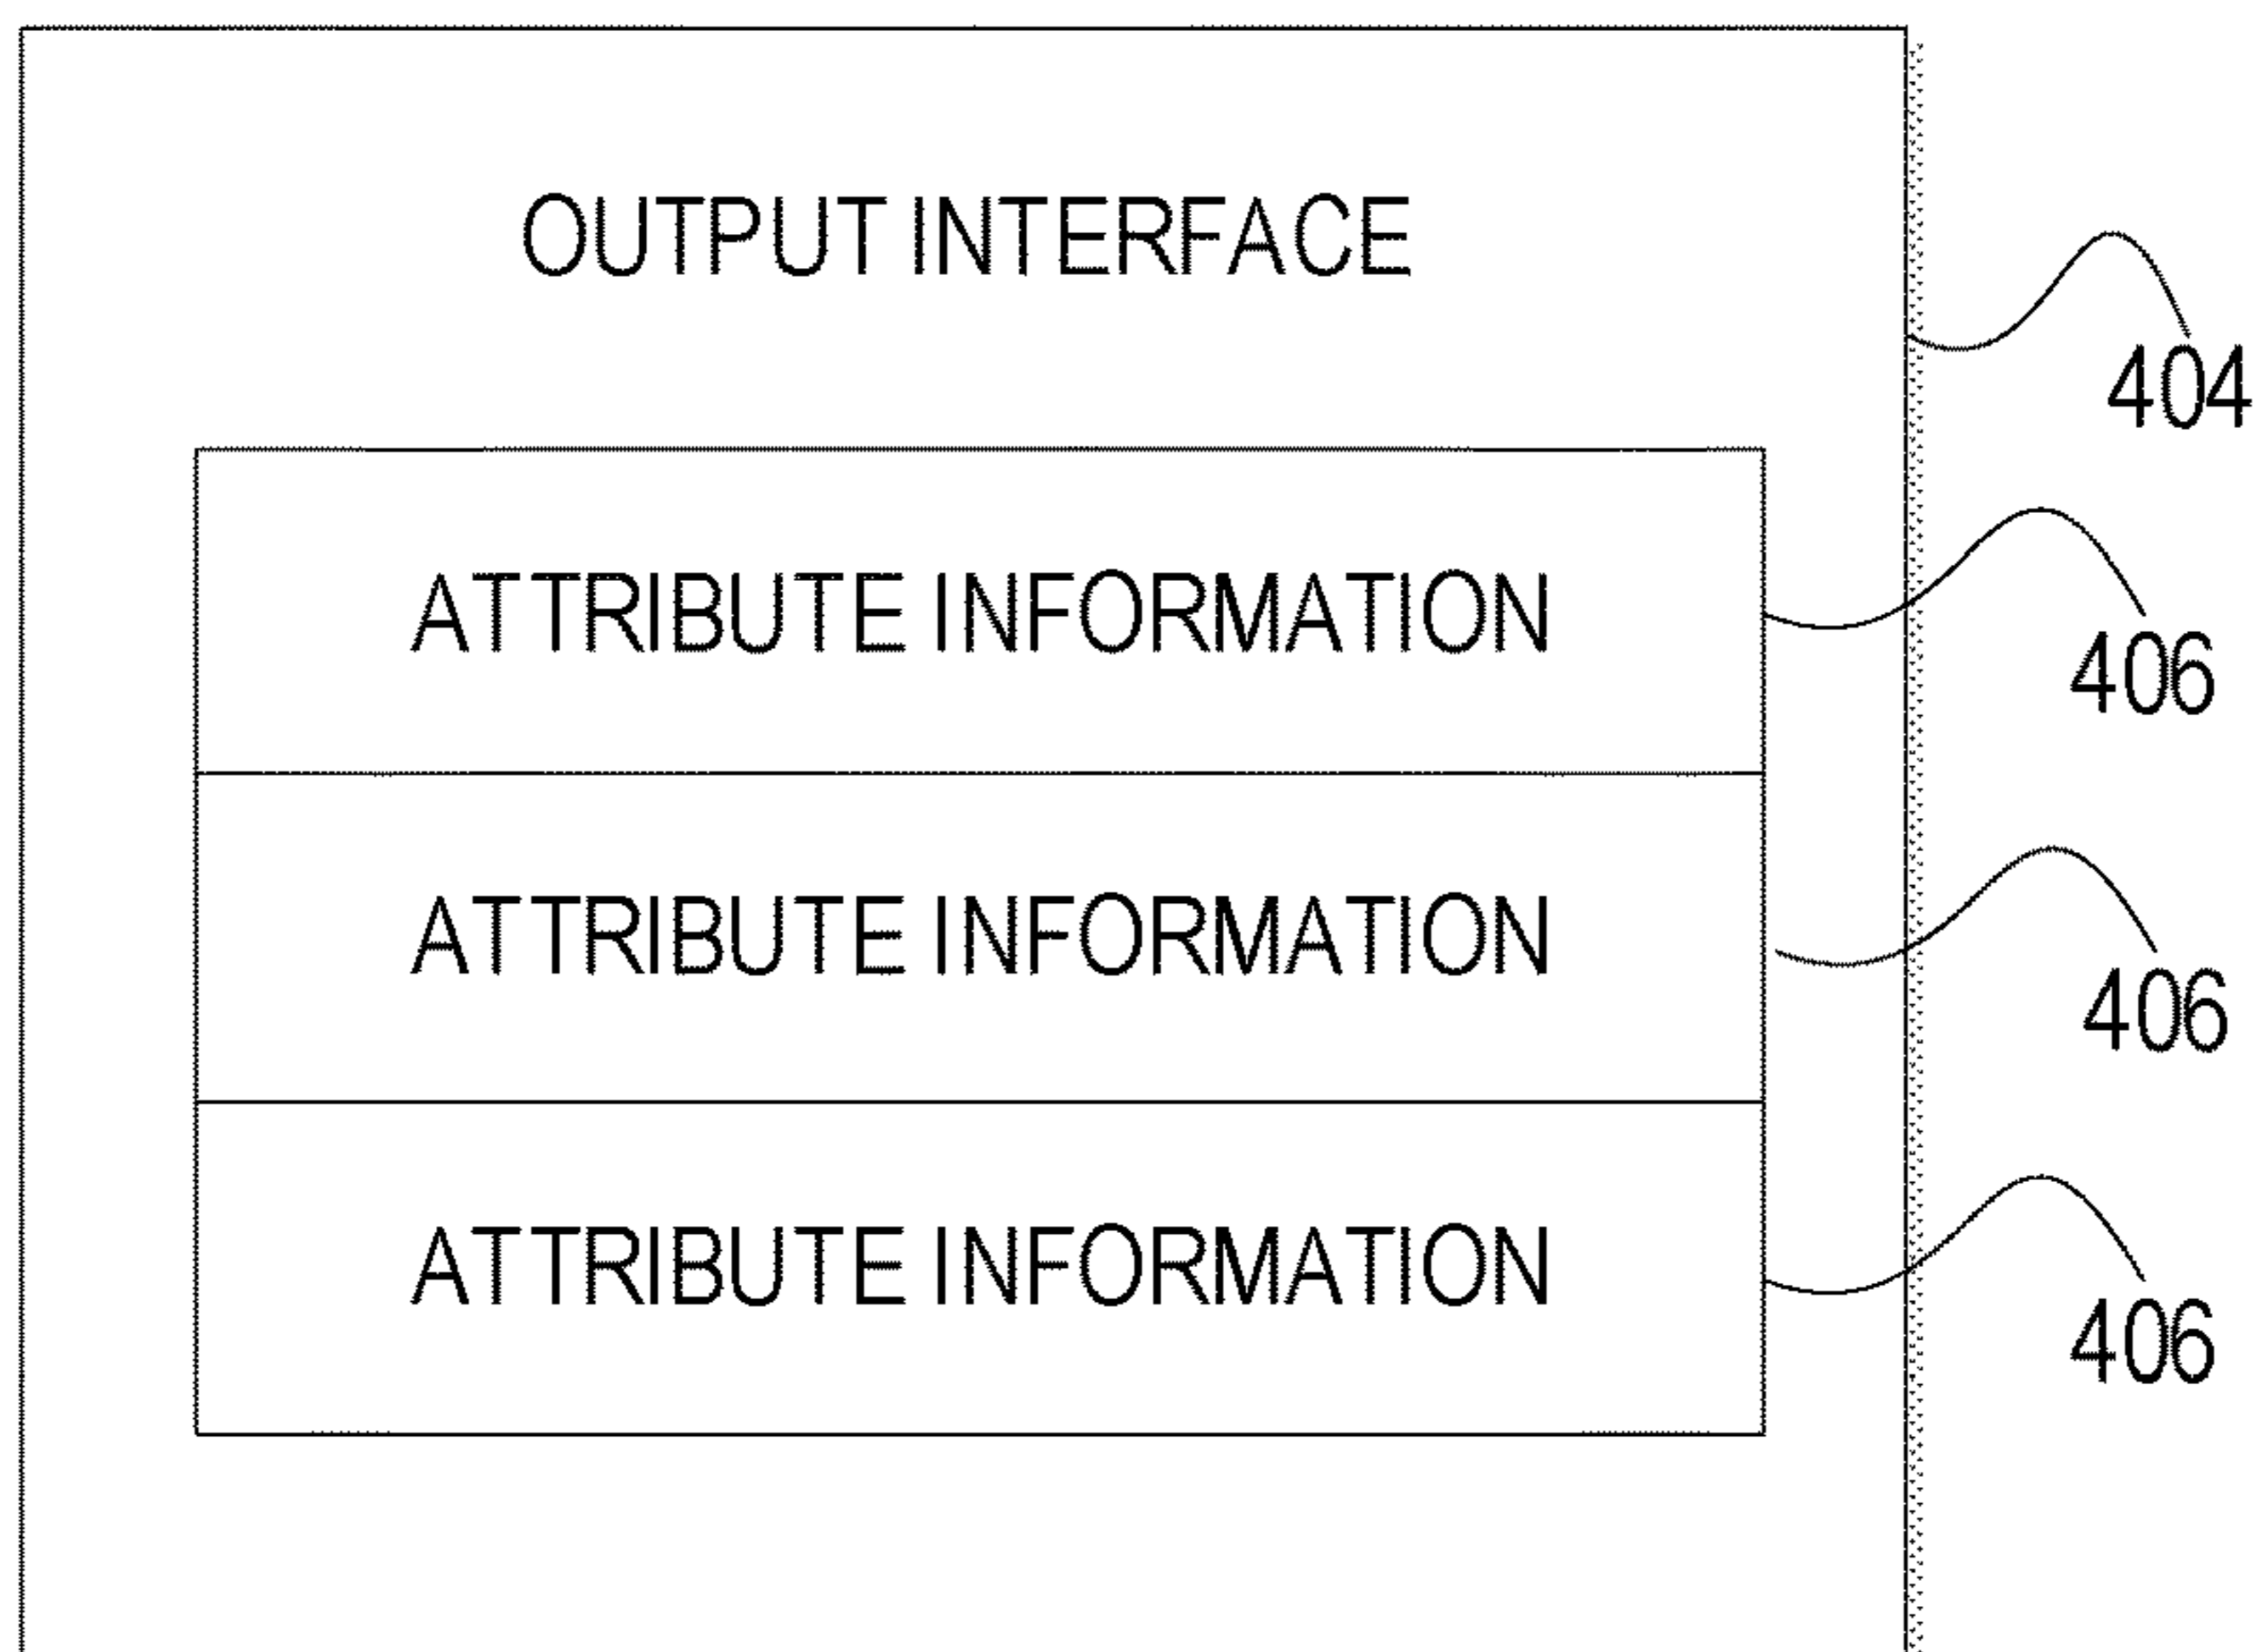 OUTPUT INTERFACE
404
ATTRIBUTE INFORMATION
406
ATTRIBUTE INFORMATION
406
ATTRIBUTE INFORMATION
406